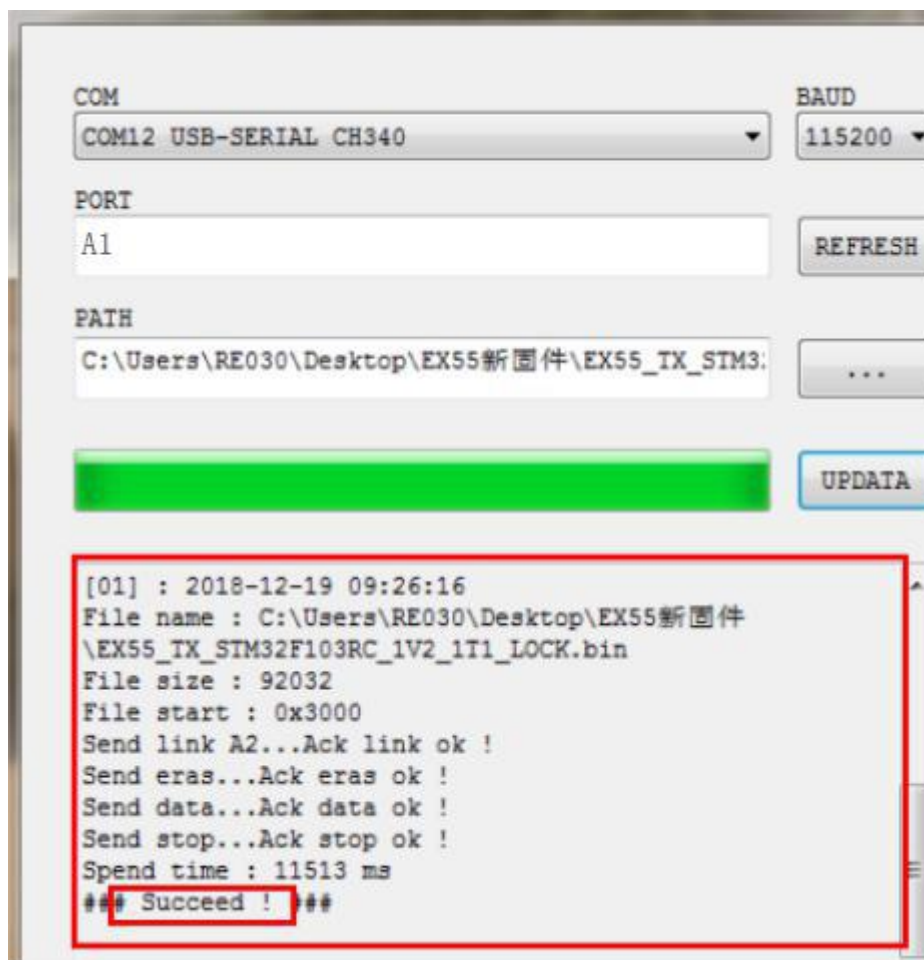 COM
BAUD
COM12 USB-SERIAL CH340
115200
PORT
A1
REFRESH
PATH
C:\Users\RE030\Desktop\EX55新固件\EX55_TX_STM3
...
UPDATA
[01] : 2018-12-19 09:26:16
File name : C:\Users\RE030\Desktop\EX55新固件
\EX55_TX_STM32F103RC_1V2_1T1_LOCK.bin
File size : 92032
File start : 0x3000
Send link A2...Ack link ok !
Send eras...Ack eras ok !
Send data...Ack data ok !
Send stop...Ack stop ok !
Spend time : 11513 ms
### Succeed ! ###